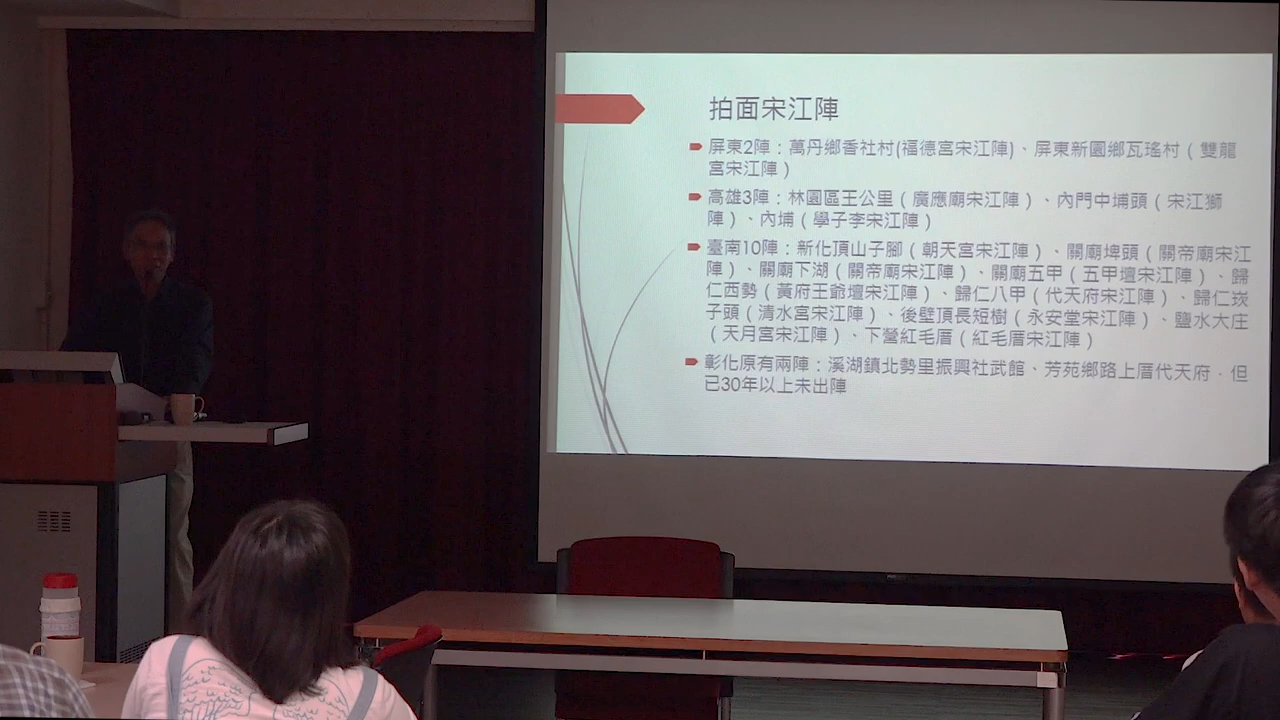 拍面宋江陣
屏東2陣：萬丹鄉香社村(福德宮宋江陣)、屏東新園鄉瓦瑤村（雙龍
宮宋江陣）
高雄3陣：林園區王公里（廣應廟宋江陣）、內門中埔頭（宋江獅
陣）、內埔（學子李宋江陣）
臺南10陣：新化頂山子腳（朝天宮宋江陣）、關廟埤頭（關帝廟宋江
陣）、關廟下湖（關帝廟宋江陣）、關廟五甲（五甲壇宋江陣）、歸
仁西勢（黃府王爺壇宋江陣）、歸仁八甲（代天府宋江陣）、歸仁崁
子頭（清水宮宋江陣）、後壁頂長短樹（永安堂宋江陣）、鹽水大庄
（天月宮宋江陣）、下營紅毛厝（紅毛厝宋江陣）
彰化原有兩陣：溪湖鎮北勢里振興社武館、芳苑鄉路上厝代天府，但
已30年以上未出陣